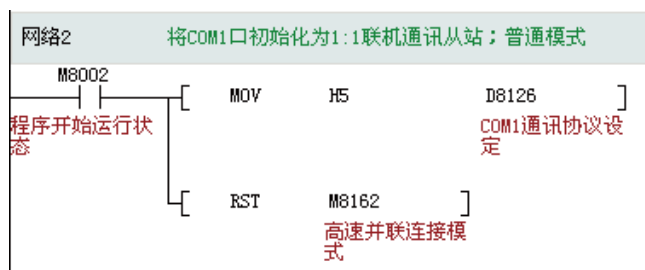 网络2 将COM1口初始化为1:1联机通讯从站;普通模式
M8002
MOV H5 D8126
程序开始运行状
态
COM1通讯协议设
定
RST M8162
高速并联连接模
式